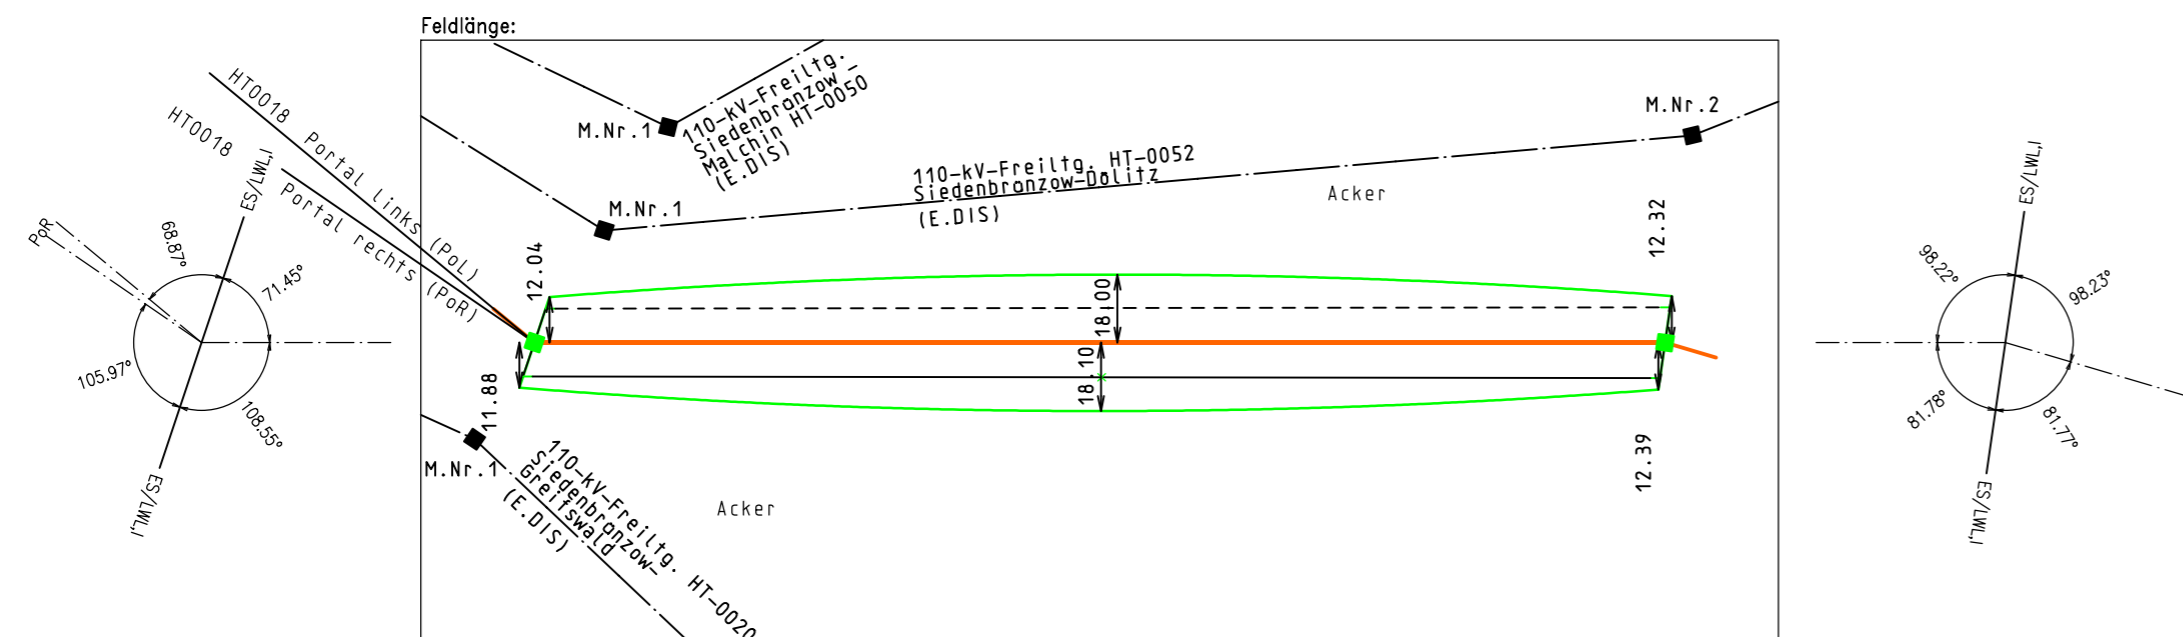 Feldlänge:
HT0018 Portal links (PoL)
HT0018
Portal rechts (PoR)
PoR
68.87°
ES/LWL,I
71.45°
105.97°
108.55°
ES/LWL,I
M.Nr.1
110-kV-Freiltg.
Siedenbranzow –
Malchin HT-0050
(E.DIS)
M.Nr.2
M.Nr.1
110-kV-Freiltg. HT-0052
Siedenbranzow-Dölitz
(E.DIS)
Acker
12.04
12.32
18.00
18.10
11.88
12.39
M.Nr.1
110-kV-Freiltg. HT-0020
Siedenbranzow-
Greifswald
(E.DIS)
Acker
ES/LWL,I
98.22°
98.23°
81.78°
81.77°
ES/LWL,I